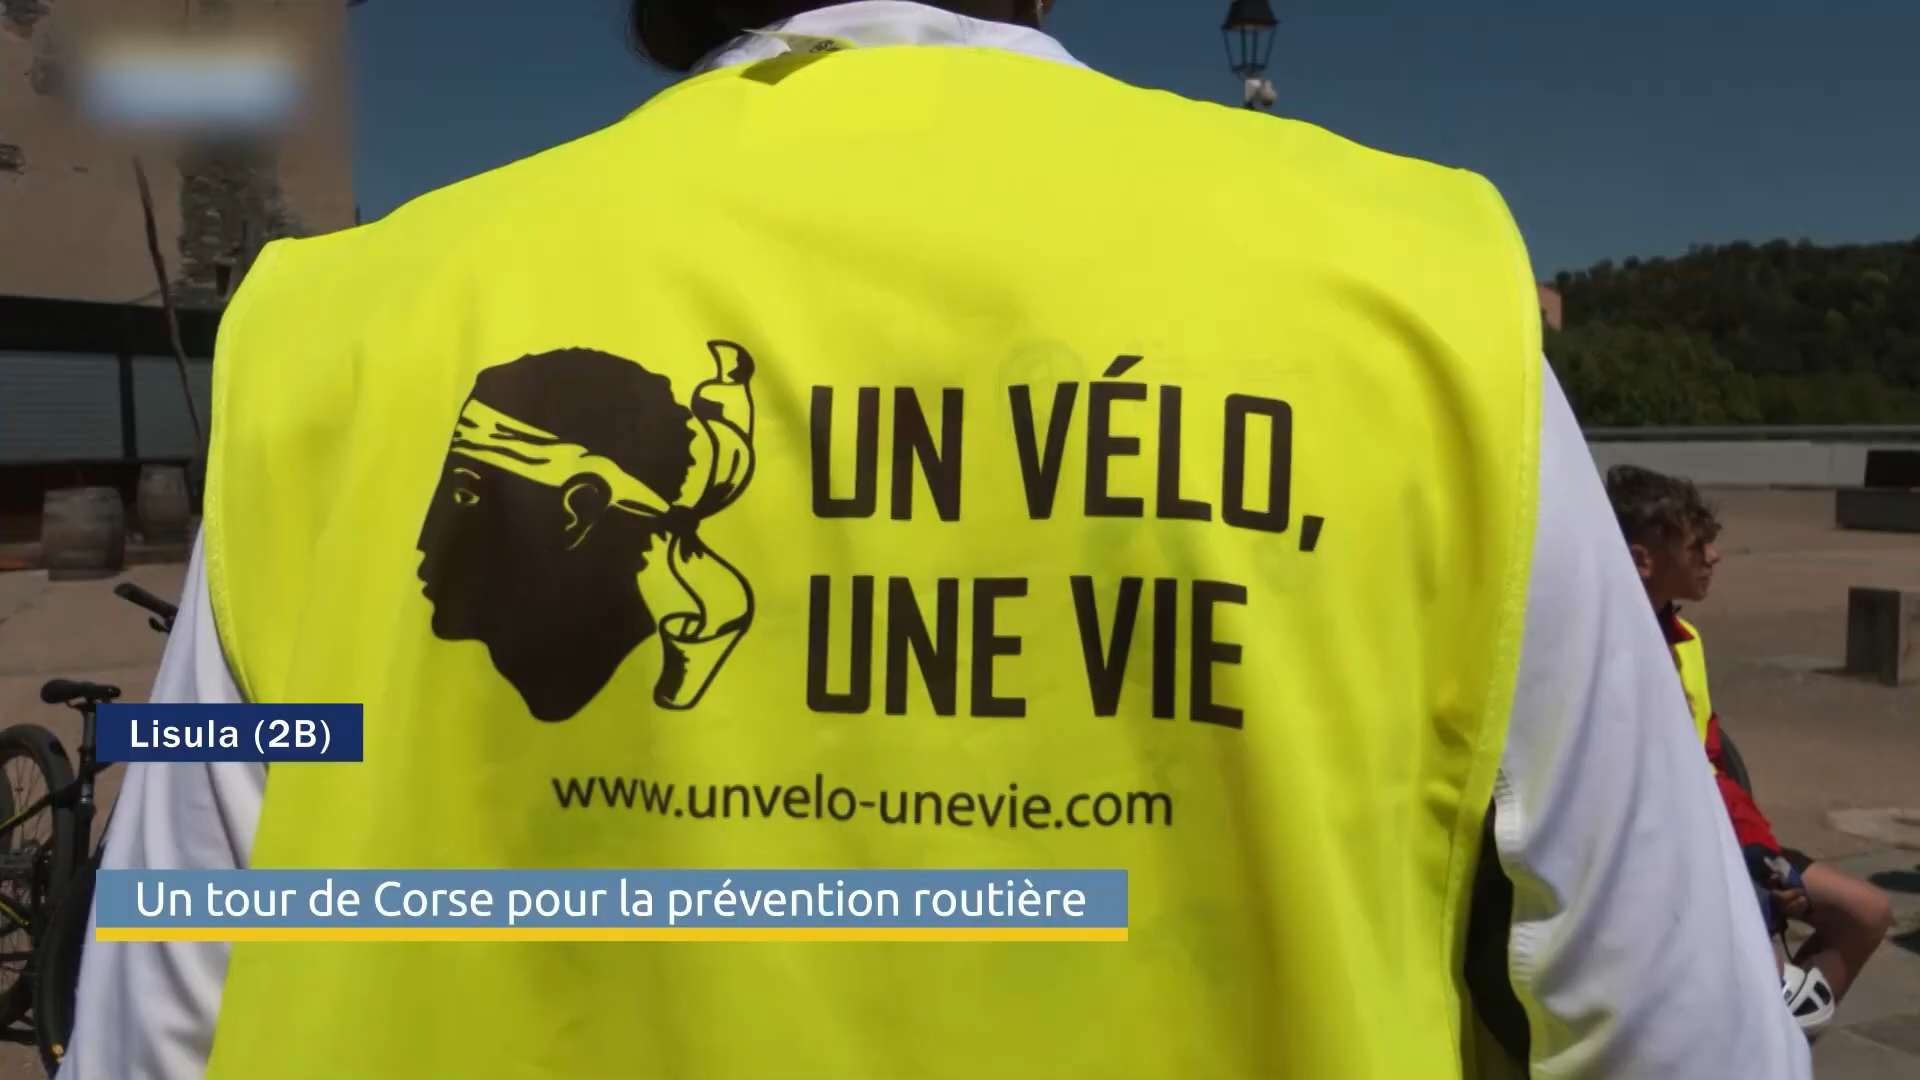 UN VÉLO,
UNE VIE
www.unvelo-unevie.com
Lisula (2B)
Un tour de Corse pour la prévention routière